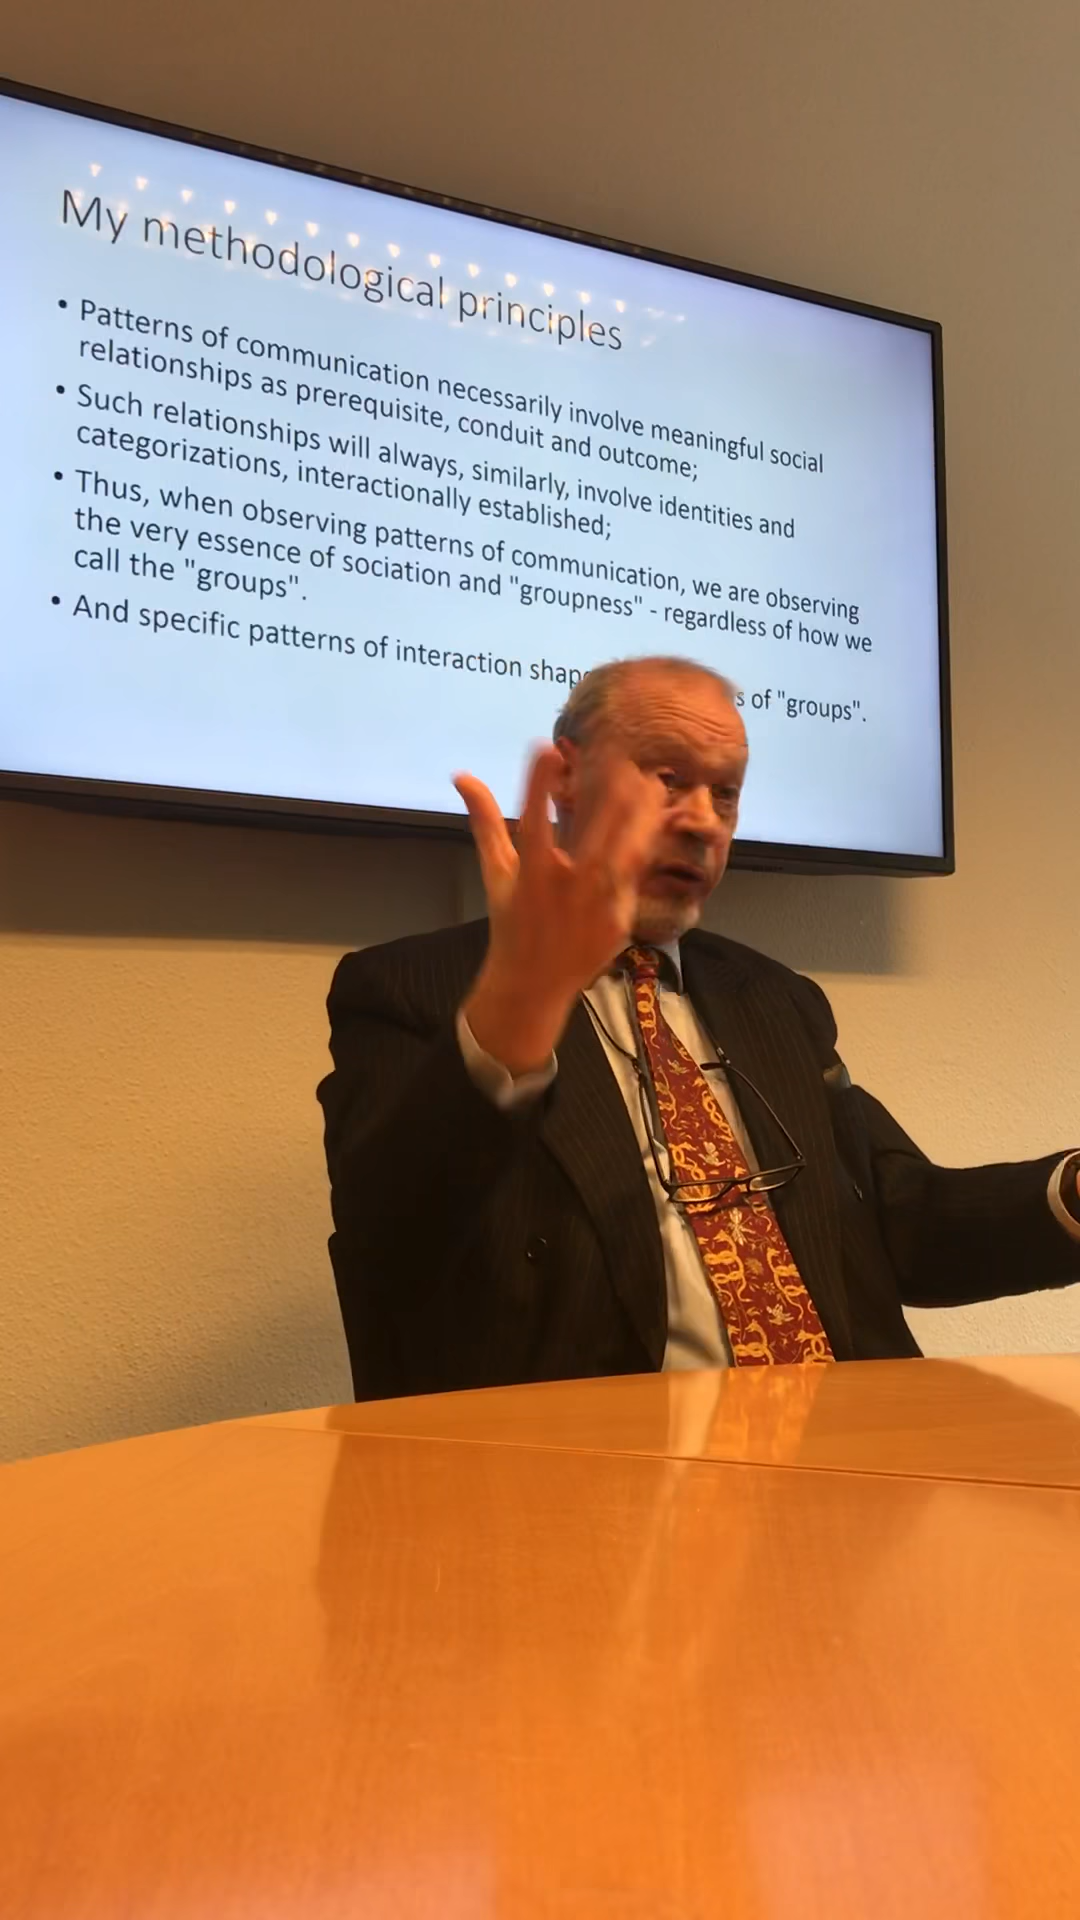 My methodological principles
• Patterns of communication necessarily involve meaningful social
relationships as prerequisite, conduit and outcome;
• Such relationships will always, similarly, involve identities and
categorizations, interactionally established;
• Thus, when observing patterns of communication, we are observing
the very essence of sociation and "groupness" - regardless of how we
call the "groups".
• And specific patterns of interaction of "groups".